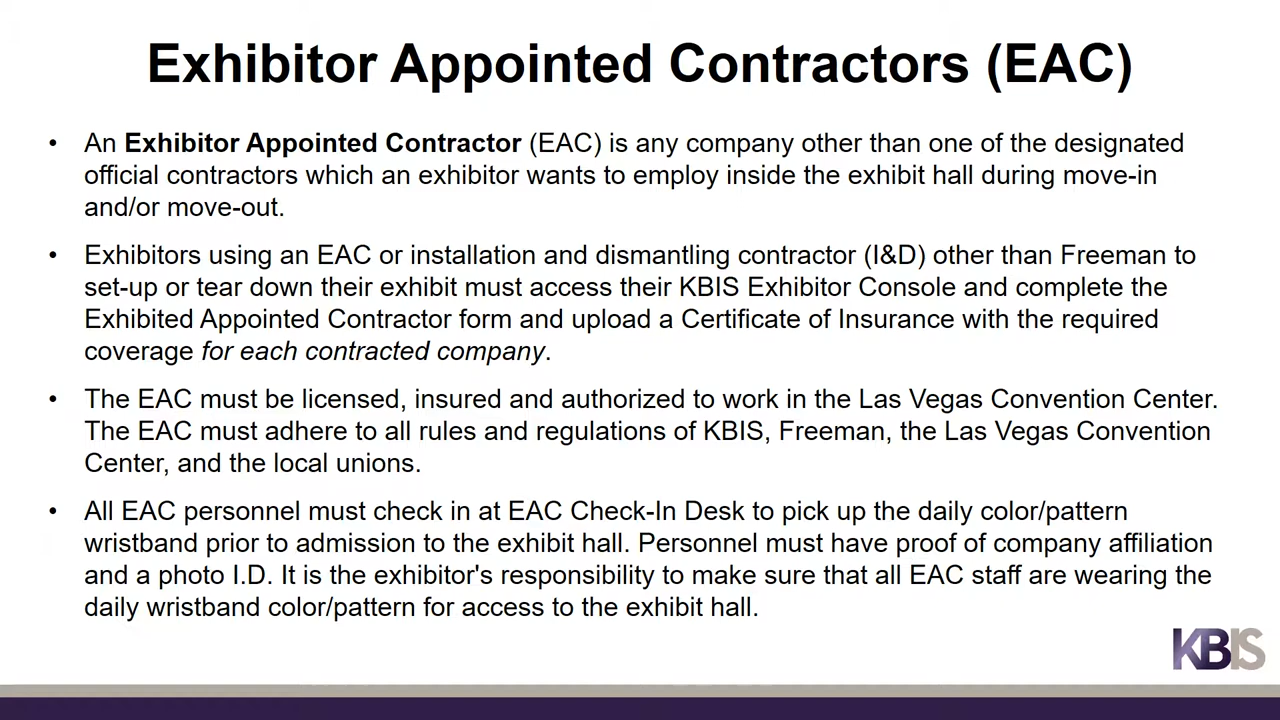 Exhibitor Appointed Contractors (EAC)
• An Exhibitor Appointed Contractor (EAC) is any company other than one of the designated
official contractors which an exhibitor wants to employ inside the exhibit hall during move-in
and/or move-out.
• Exhibitors using an EAC or installation and dismantling contractor (I&D) other than Freeman to
set-up or tear down their exhibit must access their KBIS Exhibitor Console and complete the
Exhibited Appointed Contractor form and upload a Certificate of Insurance with the required
coverage for each contracted company.
• The EAC must be licensed, insured and authorized to work in the Las Vegas Convention Center.
The EAC must adhere to all rules and regulations of KBIS, Freeman, the Las Vegas Convention
Center, and the local unions.
• All EAC personnel must check in at EAC Check-In Desk to pick up the daily color/pattern
wristband prior to admission to the exhibit hall. Personnel must have proof of company affiliation
and a photo I.D. It is the exhibitor's responsibility to make sure that all EAC staff are wearing the
daily wristband color/pattern for access to the exhibit hall.
KBIS